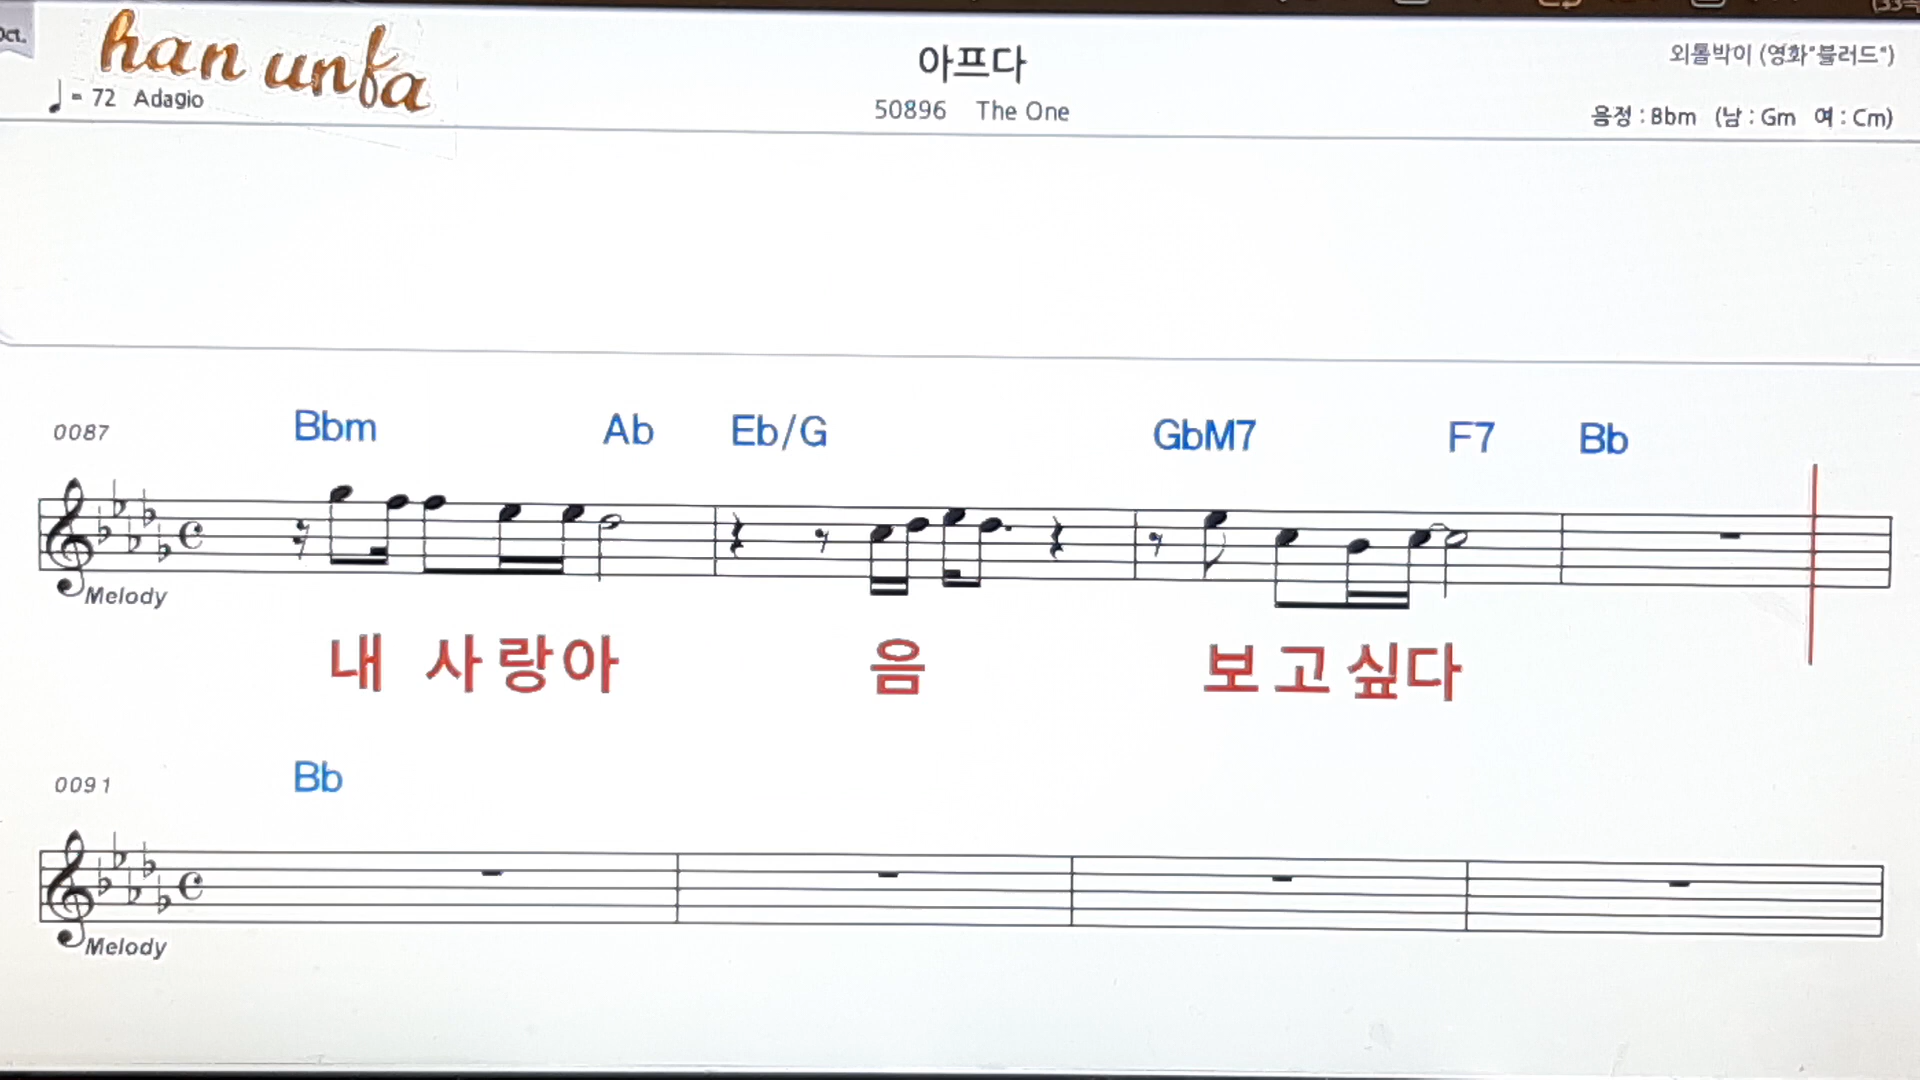 Oct.
han unfa
아프다
외톨박이 (영화"블러드")
♩ = 72 Adagio
50896 The One
음정 : Bbm (남 : Gm 여 : Cm)
0087 Bbm Ab Eb/G GbM7 F7 Bb
Melody
내 사랑아 음 보고싶다
0091 Bb
Melody